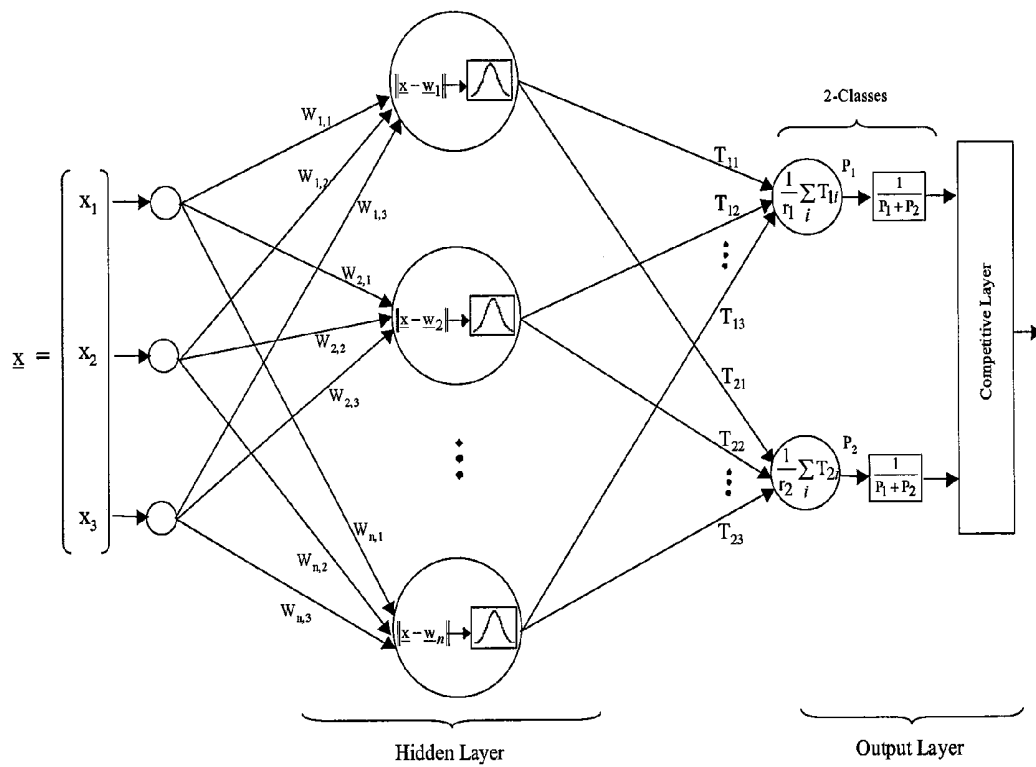 ‖x − w₁‖
2-Classes
W₁,₁
T₁₁
P₁
1/r₁ ∑ᵢ T₁ᵢ
1/(P₁+P₂)
W₁,₂
W₁,₃
T₁₂
X₁
W₂,₁
‖x − w₂‖
T₁₃
W₂,₂
x =
X₂
W₂,₃
T₂₁
Competitive Layer
T₂₂
P₂
1/r₂ ∑ᵢ T₂ᵢ
1/(P₁+P₂)
X₃
T₂₃
Wₙ,₁
Wₙ,₂
Wₙ,₃
‖x − wₙ‖
Hidden Layer
Output Layer